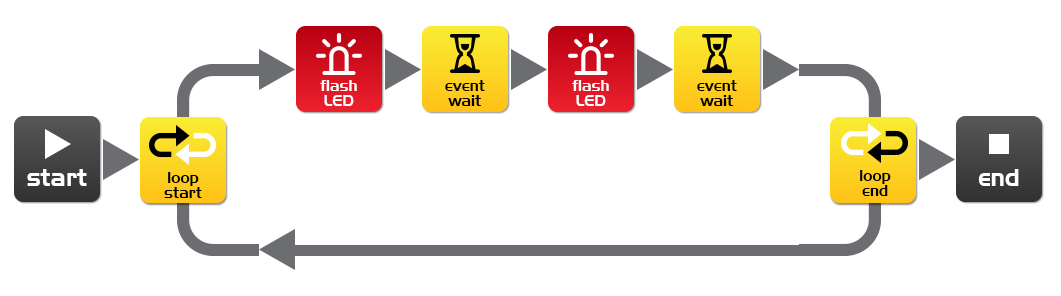 start
loop
start
flash
LED
event
wait
flash
LED
event
wait
loop
end
end